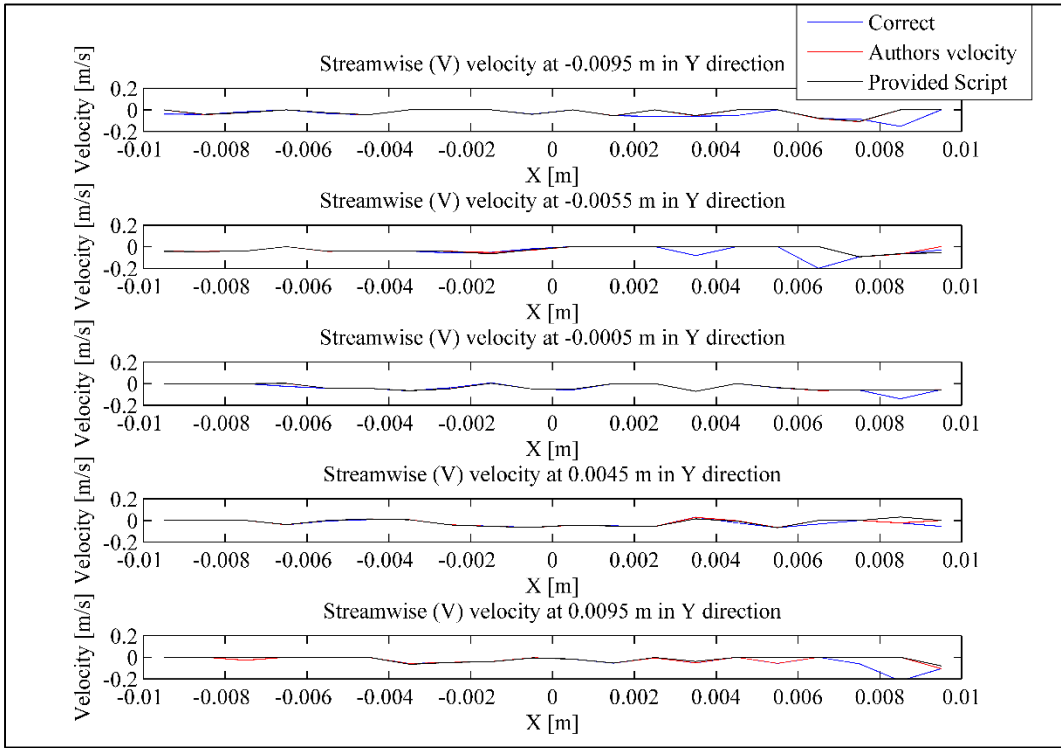 Correct
Authors velocity
Provided Script
Streamwise (V) velocity at -0.0095 m in Y direction
Velocity [m/s]
0.2
0
-0.2
-0.01 -0.008 -0.006 -0.004 -0.002 0 0.002 0.004 0.006 0.008 0.01
X [m]
Streamwise (V) velocity at -0.0055 m in Y direction
Velocity [m/s]
0.2
0
-0.2
-0.01 -0.008 -0.006 -0.004 -0.002 0 0.002 0.004 0.006 0.008 0.01
X [m]
Streamwise (V) velocity at -0.0005 m in Y direction
Velocity [m/s]
0.2
0
-0.2
-0.01 -0.008 -0.006 -0.004 -0.002 0 0.002 0.004 0.006 0.008 0.01
X [m]
Streamwise (V) velocity at 0.0045 m in Y direction
Velocity [m/s]
0.2
0
-0.2
-0.01 -0.008 -0.006 -0.004 -0.002 0 0.002 0.004 0.006 0.008 0.01
X [m]
Streamwise (V) velocity at 0.0095 m in Y direction
Velocity [m/s]
0.2
0
-0.2
-0.01 -0.008 -0.006 -0.004 -0.002 0 0.002 0.004 0.006 0.008 0.01
X [m]